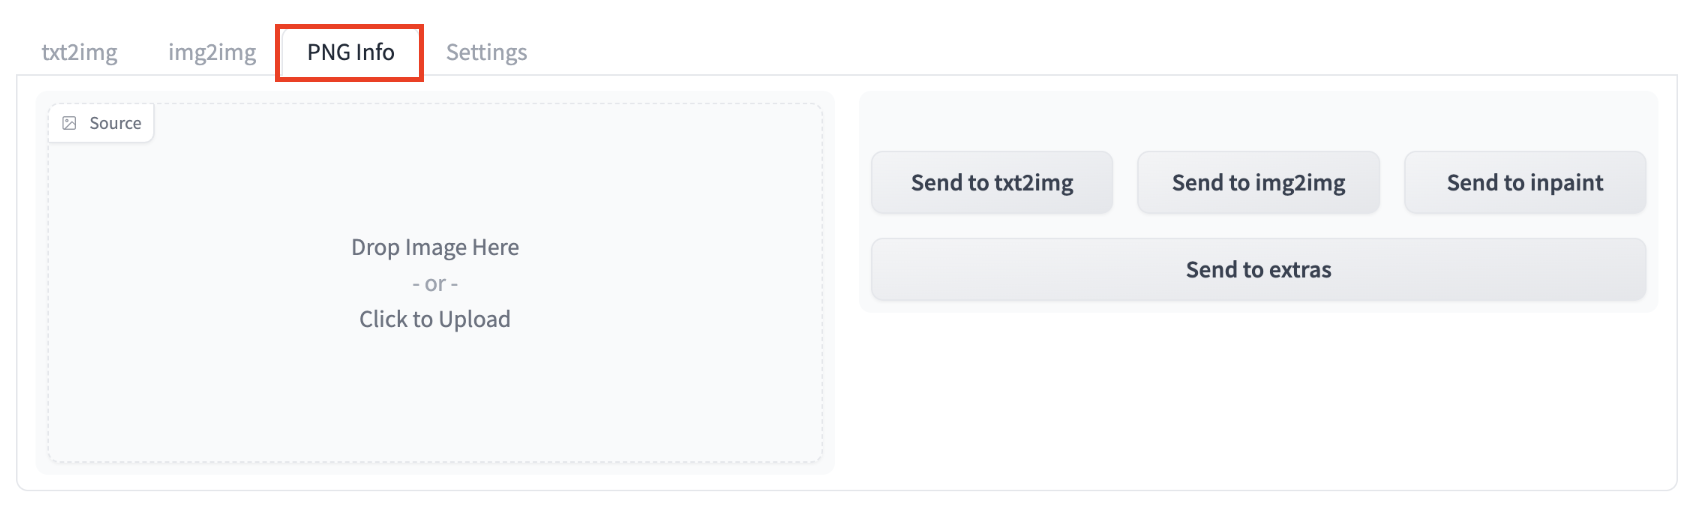 txt2img img2img PNG Info Settings
Source
Drop Image Here
- or -
Click to Upload
Send to txt2img Send to img2img Send to inpaint
Send to extras